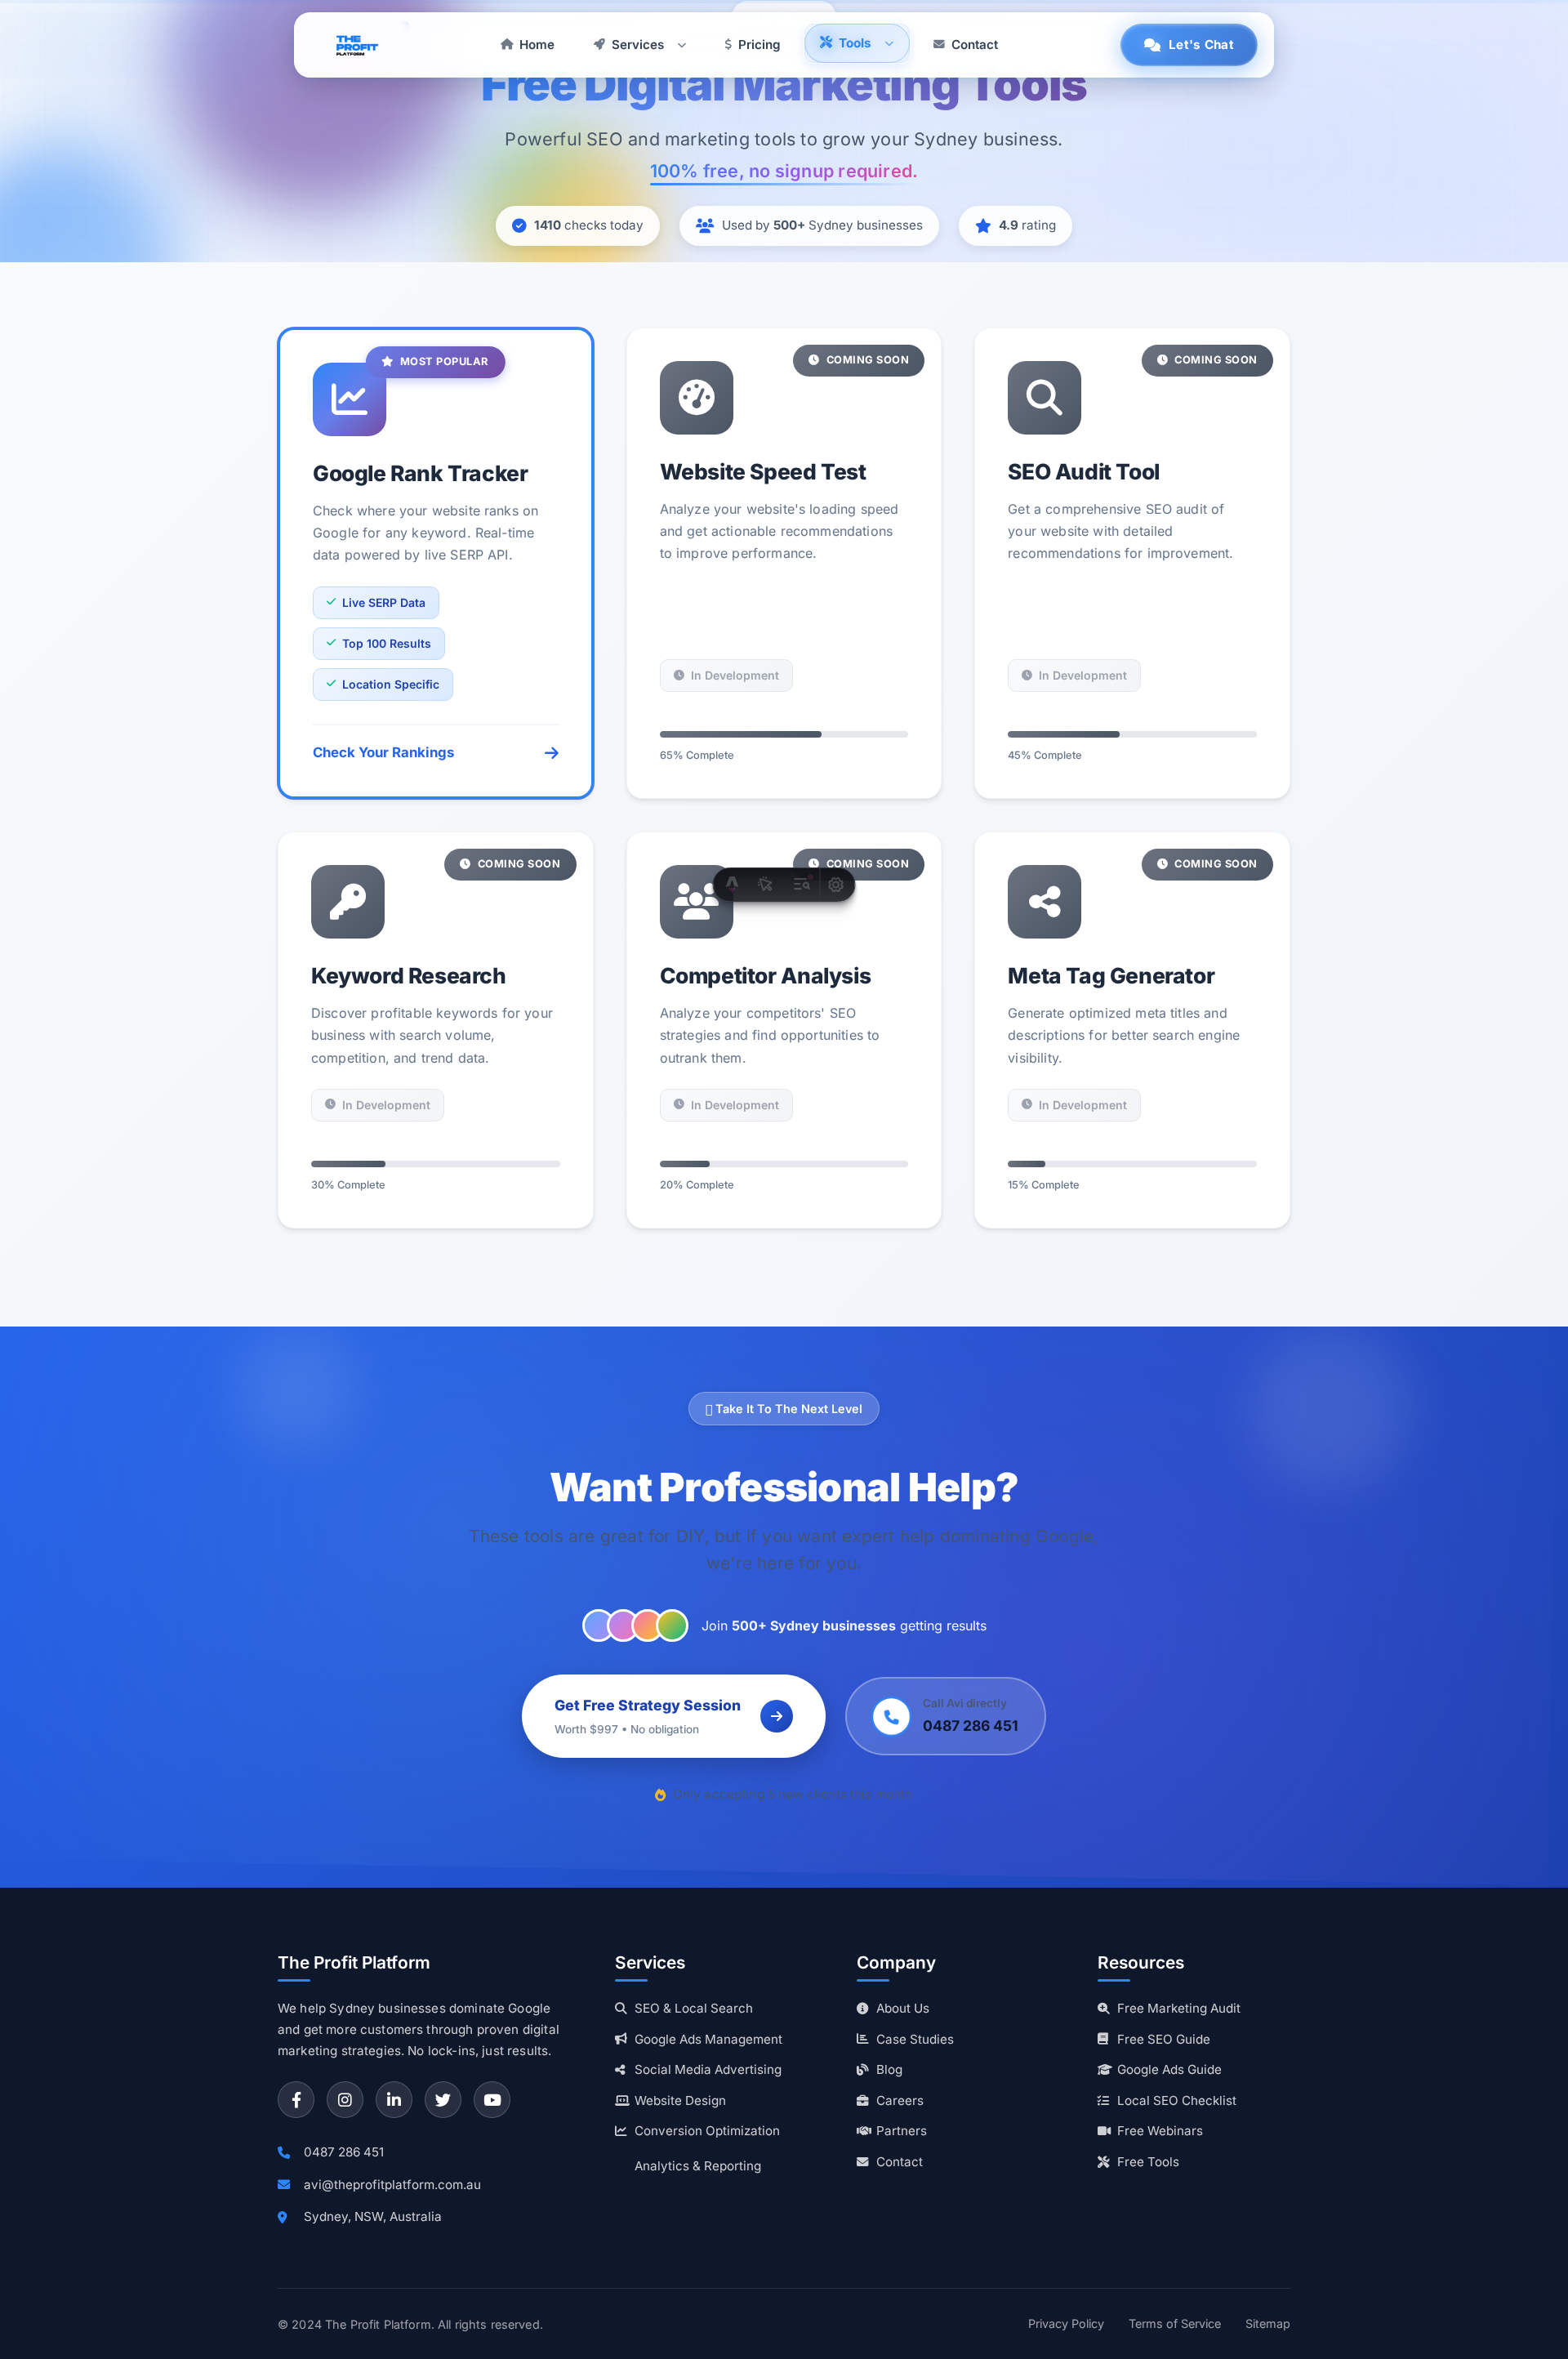 THE
PROFIT
PLATFORM
Home
Services
Pricing
Tools
Contact
Let's Chat
Free Digital Marketing Tools
Powerful SEO and marketing tools to grow your Sydney business.
100% free, no signup required.
1410 checks today
Used by 500+ Sydney businesses
4.9 rating
MOST POPULAR
Google Rank Tracker
Check where your website ranks on
Google for any keyword. Real-time
data powered by live SERP API.
Live SERP Data
Top 100 Results
Location Specific
Check Your Rankings
COMING SOON
Website Speed Test
Analyze your website's loading speed
and get actionable recommendations
to improve performance.
In Development
65% Complete
COMING SOON
SEO Audit Tool
Get a comprehensive SEO audit of
your website with detailed
recommendations for improvement.
In Development
45% Complete
COMING SOON
Keyword Research
Discover profitable keywords for your
business with search volume,
competition, and trend data.
In Development
30% Complete
COMING SOON
Competitor Analysis
Analyze your competitors' SEO
strategies and find opportunities to
outrank them.
In Development
20% Complete
COMING SOON
Meta Tag Generator
Generate optimized meta titles and
descriptions for better search engine
visibility.
In Development
15% Complete
Take It To The Next Level
Want Professional Help?
These tools are great for DIY, but if you want expert help dominating Google,
we're here for you.
Join 500+ Sydney businesses getting results
Get Free Strategy Session
Worth $997 • No obligation
Call Avi directly
0487 286 451
Only accepting 5 new clients this month
The Profit Platform
We help Sydney businesses dominate Google
and get more customers through proven digital
marketing strategies. No lock-ins, just results.
0487 286 451
avi@theprofitplatform.com.au
Sydney, NSW, Australia
Services
SEO & Local Search
Google Ads Management
Social Media Advertising
Website Design
Conversion Optimization
Analytics & Reporting
Company
About Us
Case Studies
Blog
Careers
Partners
Contact
Resources
Free Marketing Audit
Free SEO Guide
Google Ads Guide
Local SEO Checklist
Free Webinars
Free Tools
© 2024 The Profit Platform. All rights reserved.
Privacy Policy
Terms of Service
Sitemap